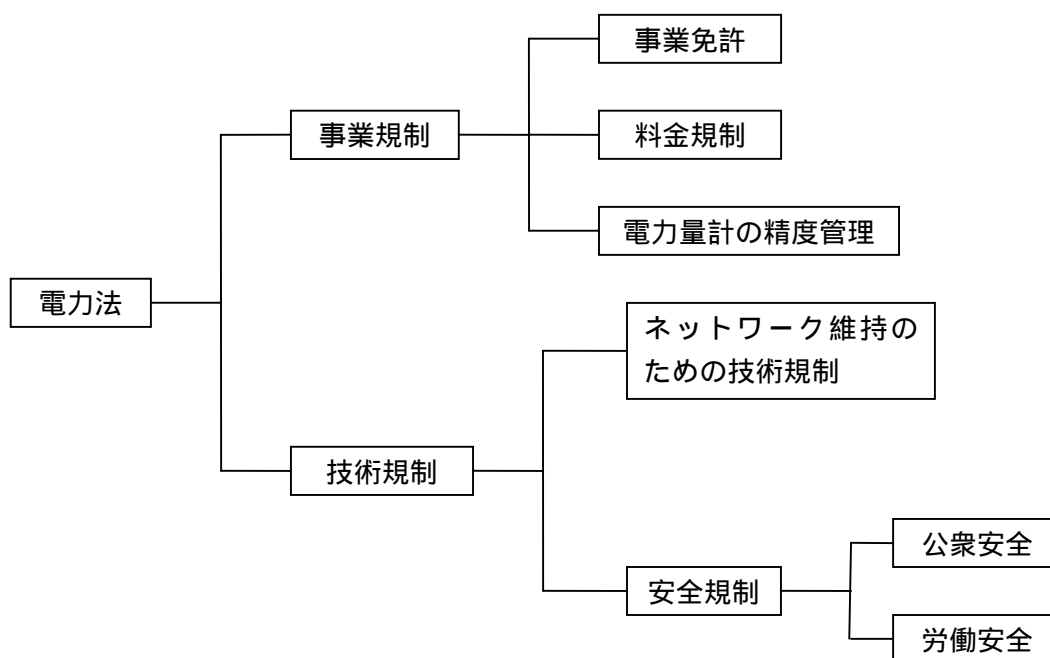 事業免許
事業規制
料金規制
電力量計の精度管理
電力法
ネットワーク維持の
ための技術規制
技術規制
公衆安全
安全規制
労働安全